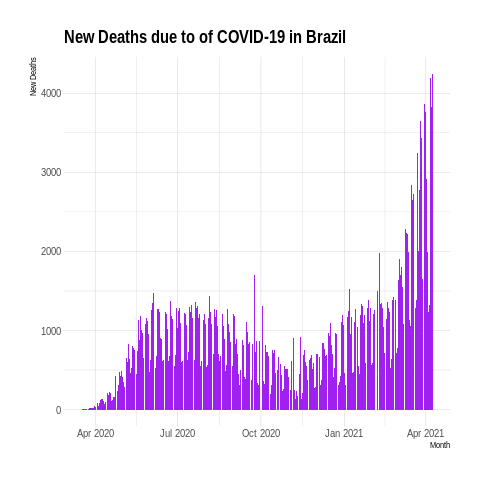 New Deaths due to of COVID-19 in Brazil
New Deaths
4000
3000
2000
1000
0
Apr 2020 Jul 2020 Oct 2020 Jan 2021 Apr 2021
Month